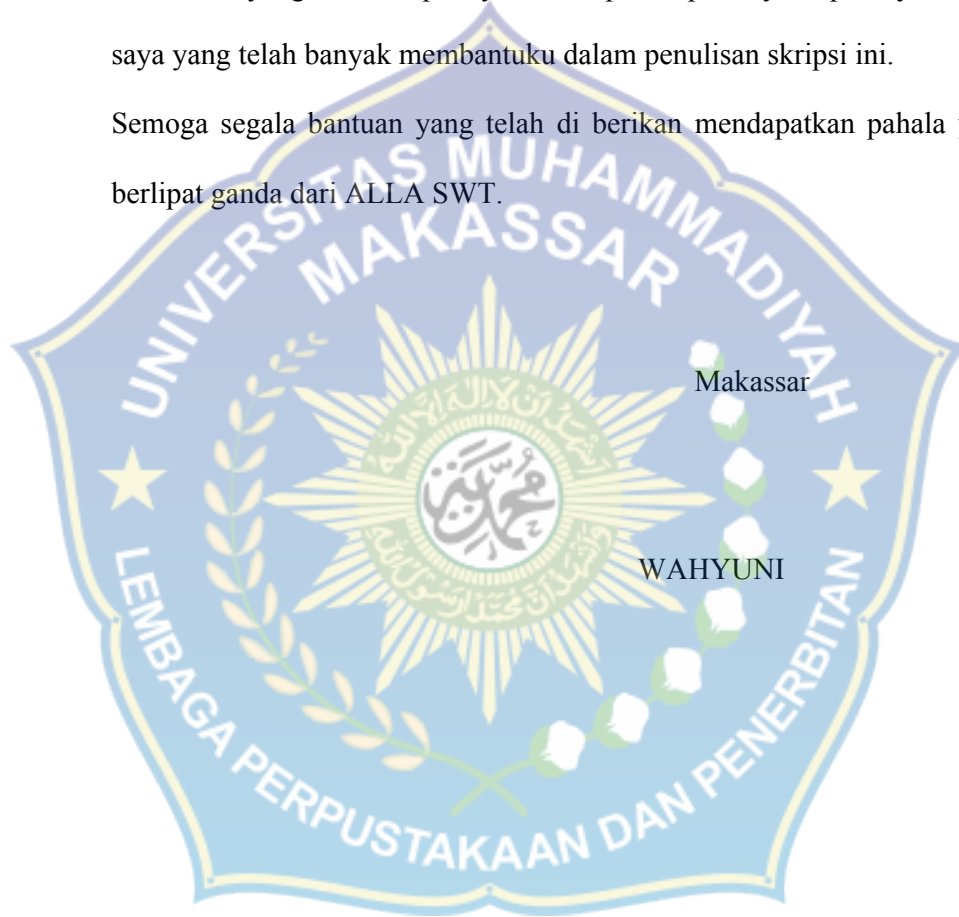 saya yang telah banyak membantuku dalam penulisan skripsi ini.
Semoga segala bantuan yang telah di berikan mendapatkan pahala
berlipat ganda dari ALLA SWT.
UNIVERSITAS MUHAMMADIYAH
MAKASSAR
Makassar
محمد
WAHYUNI
LEMBAGA PERPUSTAKAAN DAN PENERBITAN